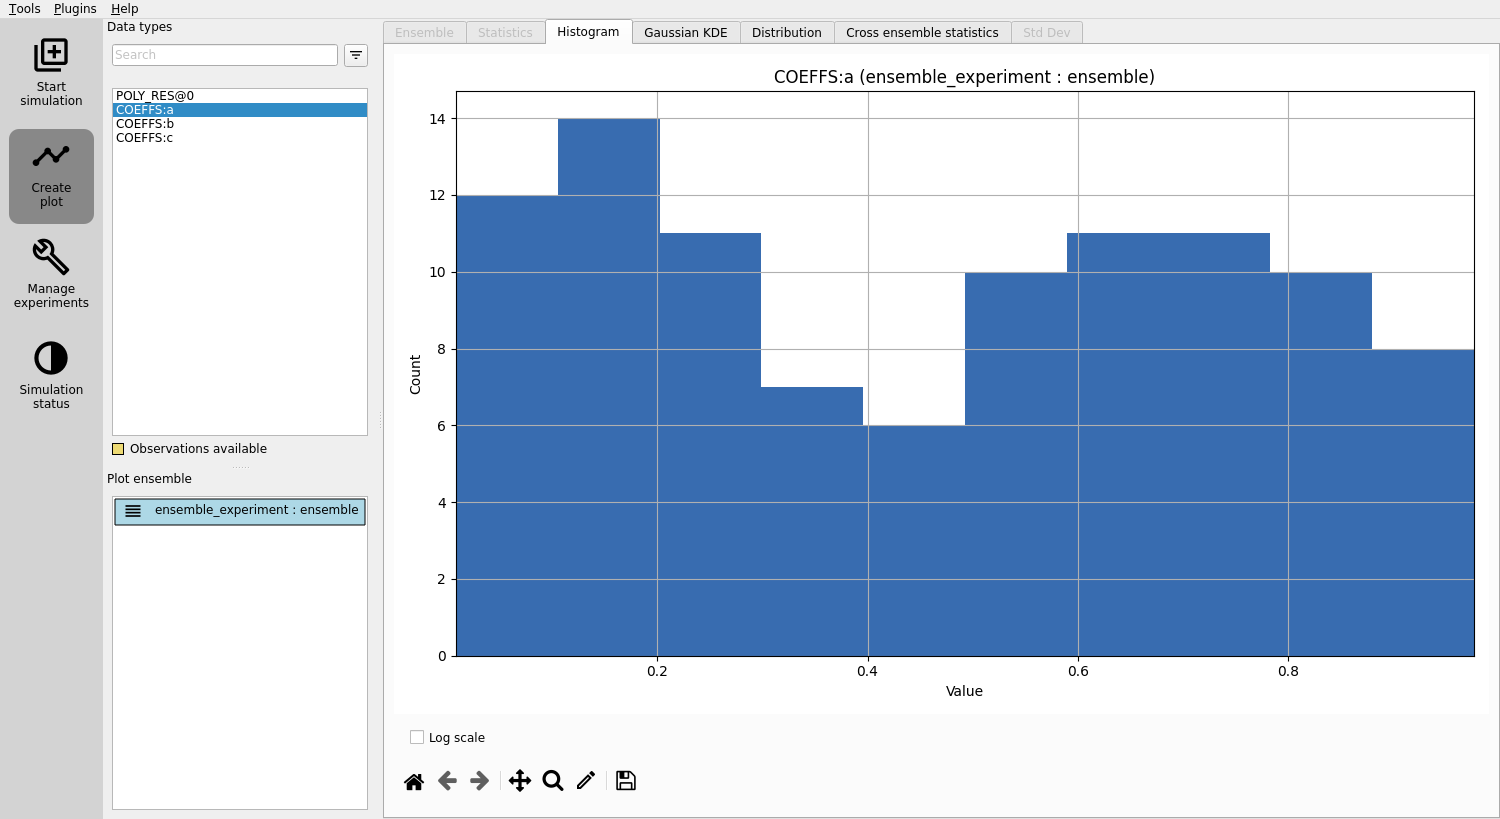 Tools Plugins Help
Start
simulation
Create
plot
Manage
experiments
Simulation
status
Data types
Search
POLY_RES@0
COEFFS:a
COEFFS:b
COEFFS:c
Observations available
Plot ensemble
ensemble_experiment : ensemble
Ensemble Statistics Histogram Gaussian KDE Distribution Cross ensemble statistics Std Dev
COEFFS:a (ensemble_experiment : ensemble)
14
12
10
8
6
4
2
0
Count
0.2 0.4 0.6 0.8
Value
Log scale